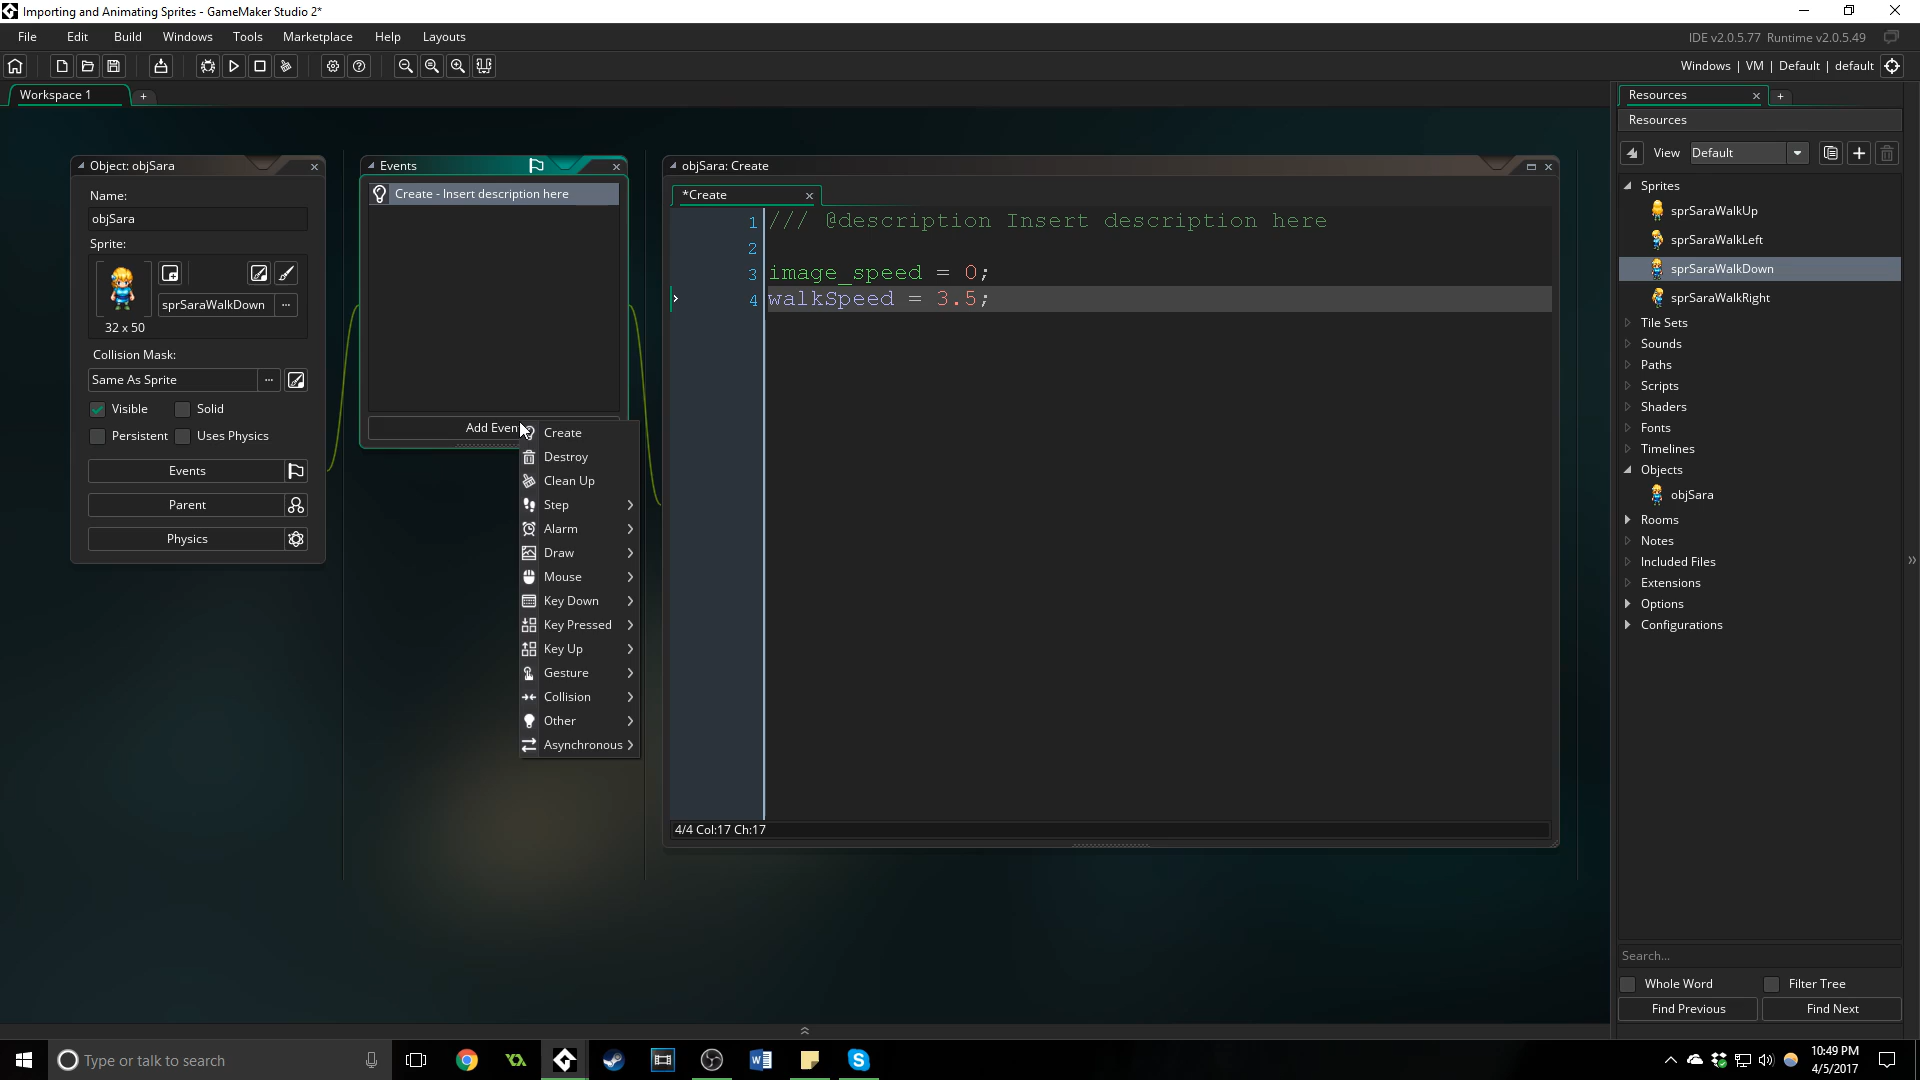 Importing and Animating Sprites - GameMaker Studio 2*
File Edit Build Windows Tools Marketplace Help Layouts
IDE v2.0.5.77 Runtime v2.0.5.49
Windows | VM | Default | default
Workspace 1
Object: objSara
Name:
objSara
Sprite:
sprSaraWalkDown
32 x 50
Collision Mask:
Same As Sprite
Visible Solid
Persistent Uses Physics
Events
Parent
Physics
Events
Create - Insert description here
Add Event
Create
Destroy
Clean Up
Step
Alarm
Draw
Mouse
Key Down
Key Pressed
Key Up
Gesture
Collision
Other
Asynchronous
objSara: Create
*Create
1 /// @description Insert description here
2
3 image_speed = 0;
4 walkSpeed = 3.5;
4/4 Col:17 Ch:17
Resources
Resources
View Default
Sprites
sprSaraWalkUp
sprSaraWalkLeft
sprSaraWalkDown
sprSaraWalkRight
Tile Sets
Sounds
Paths
Scripts
Shaders
Fonts
Timelines
Objects
objSara
Rooms
Notes
Included Files
Extensions
Options
Configurations
Search...
Whole Word Filter Tree
Find Previous Find Next
Type or talk to search
10:49 PM
4/5/2017